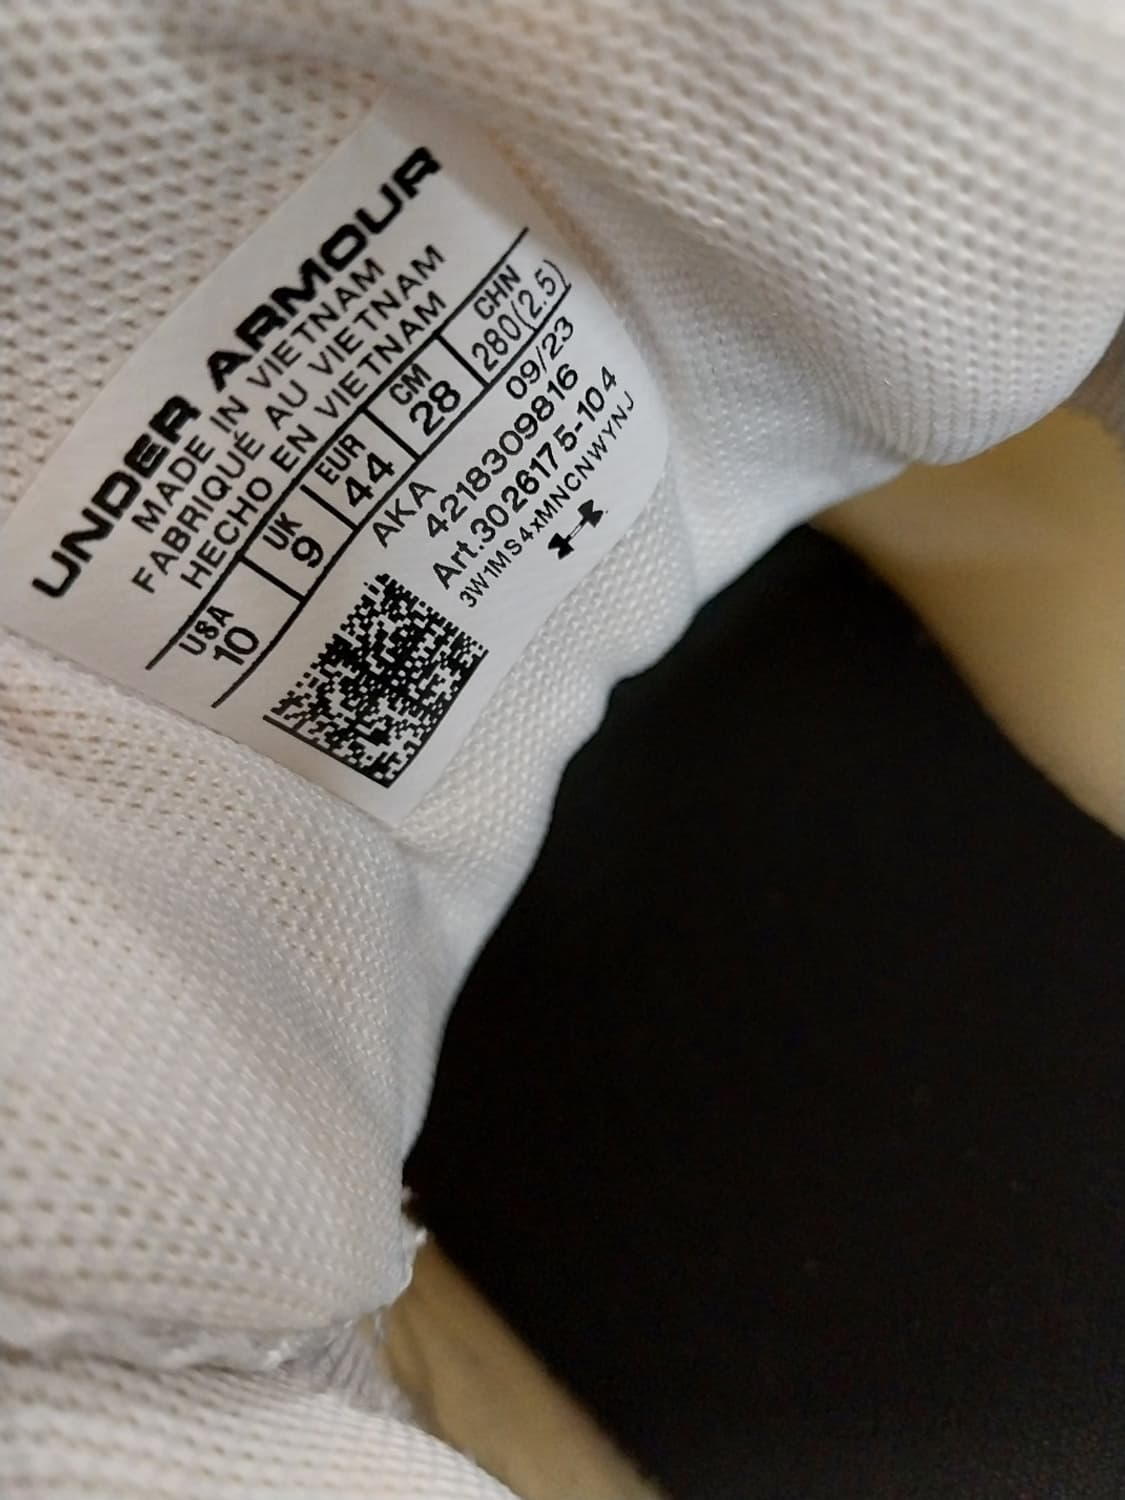 UNDER ARMOUR
MADE IN VIETNAM
FABRIQUÉ AU VIETNAM
HECHO EN VIETNAM
USA UK EUR CM CHN
10 9 44 28 280(2.5)
AKA 09/23
4218309816
Art.3026175-104
3W1MS4xMNCNWYNJ